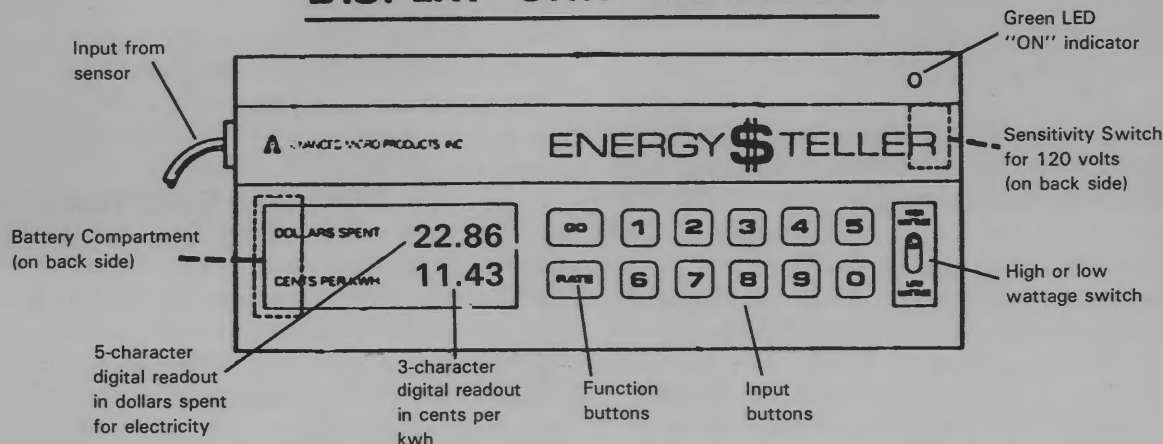 Green LED
"ON" indicator
Input from
sensor
MICRO PRODUCTS INC
ENERGY $ TELLER
Sensitivity Switch
for 120 volts
(on back side)
Battery Compartment
(on back side)
DOLLARS SPENT 22.86
CENTS PER KWH 11.43
1 2 3 4 5
RATE 6 7 8 9 0
High or low
wattage switch
5-character
digital readout
in dollars spent
for electricity
3-character
digital readout
in cents per
kwh
Function
buttons
Input
buttons